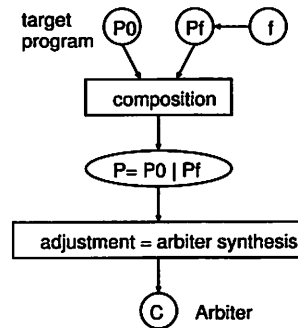 target
program
P0
Pf
f
composition
P= P0 | Pf
adjustment = arbiter synthesis
C
Arbiter